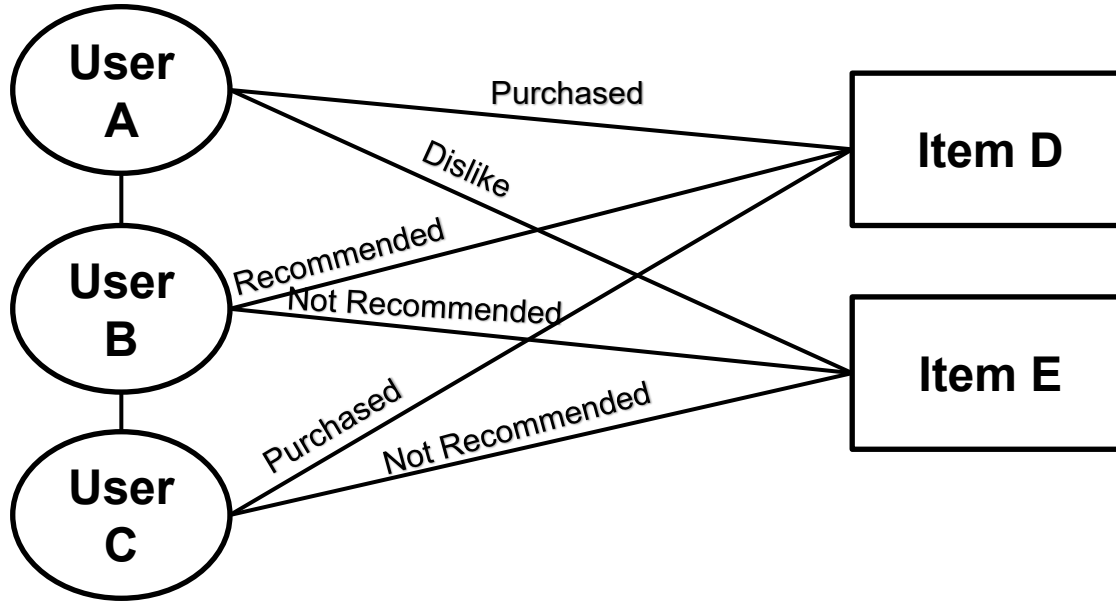 User
A
Purchased
Item D
Dislike
User
B
Recommended
Not Recommended
Item E
User
C
Purchased
Not Recommended